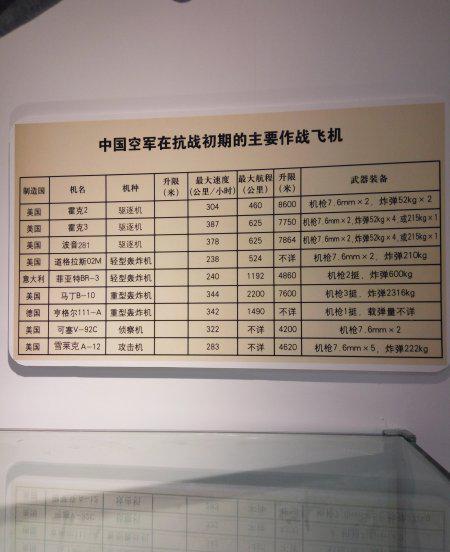 中国空军在抗战初期的主要作战飞机
制造国 机名 机种 升限(米) 最大速度(公里/小时) 最大航程(公里) 升限(米) 武器装备
美国 霍克2 驱逐机 304 460 8600 机枪7.6mm×2，炸弹52kg×2
美国 霍克3 驱逐机 387 625 7750 机枪7.6mm×2，炸弹52kg×4，或215kg×1
美国 波音281 驱逐机 378 625 7864 机枪7.6mm×2，炸弹52kg×4，或215kg×1
美国 道格拉斯02M 轻型轰炸机 238 524 不详 机枪7.6mm×2，炸弹210kg
意大利 菲亚特BR-3 轻型轰炸机 240 1192 4860 机枪2挺，炸弹600kg
美国 马丁B-10 重型轰炸机 344 2200 7600 机枪3挺，炸弹2316kg
德国 亨格尔111-A 重型轰炸机 342 1490 不详 机枪1挺，载弹量不详
美国 可塞V-92C 侦察机 322 不详 4200 机枪7.6mm×2
美国 雪莱克A-12 攻击机 283 不详 4620 机枪7.6mm×5，炸弹222kg